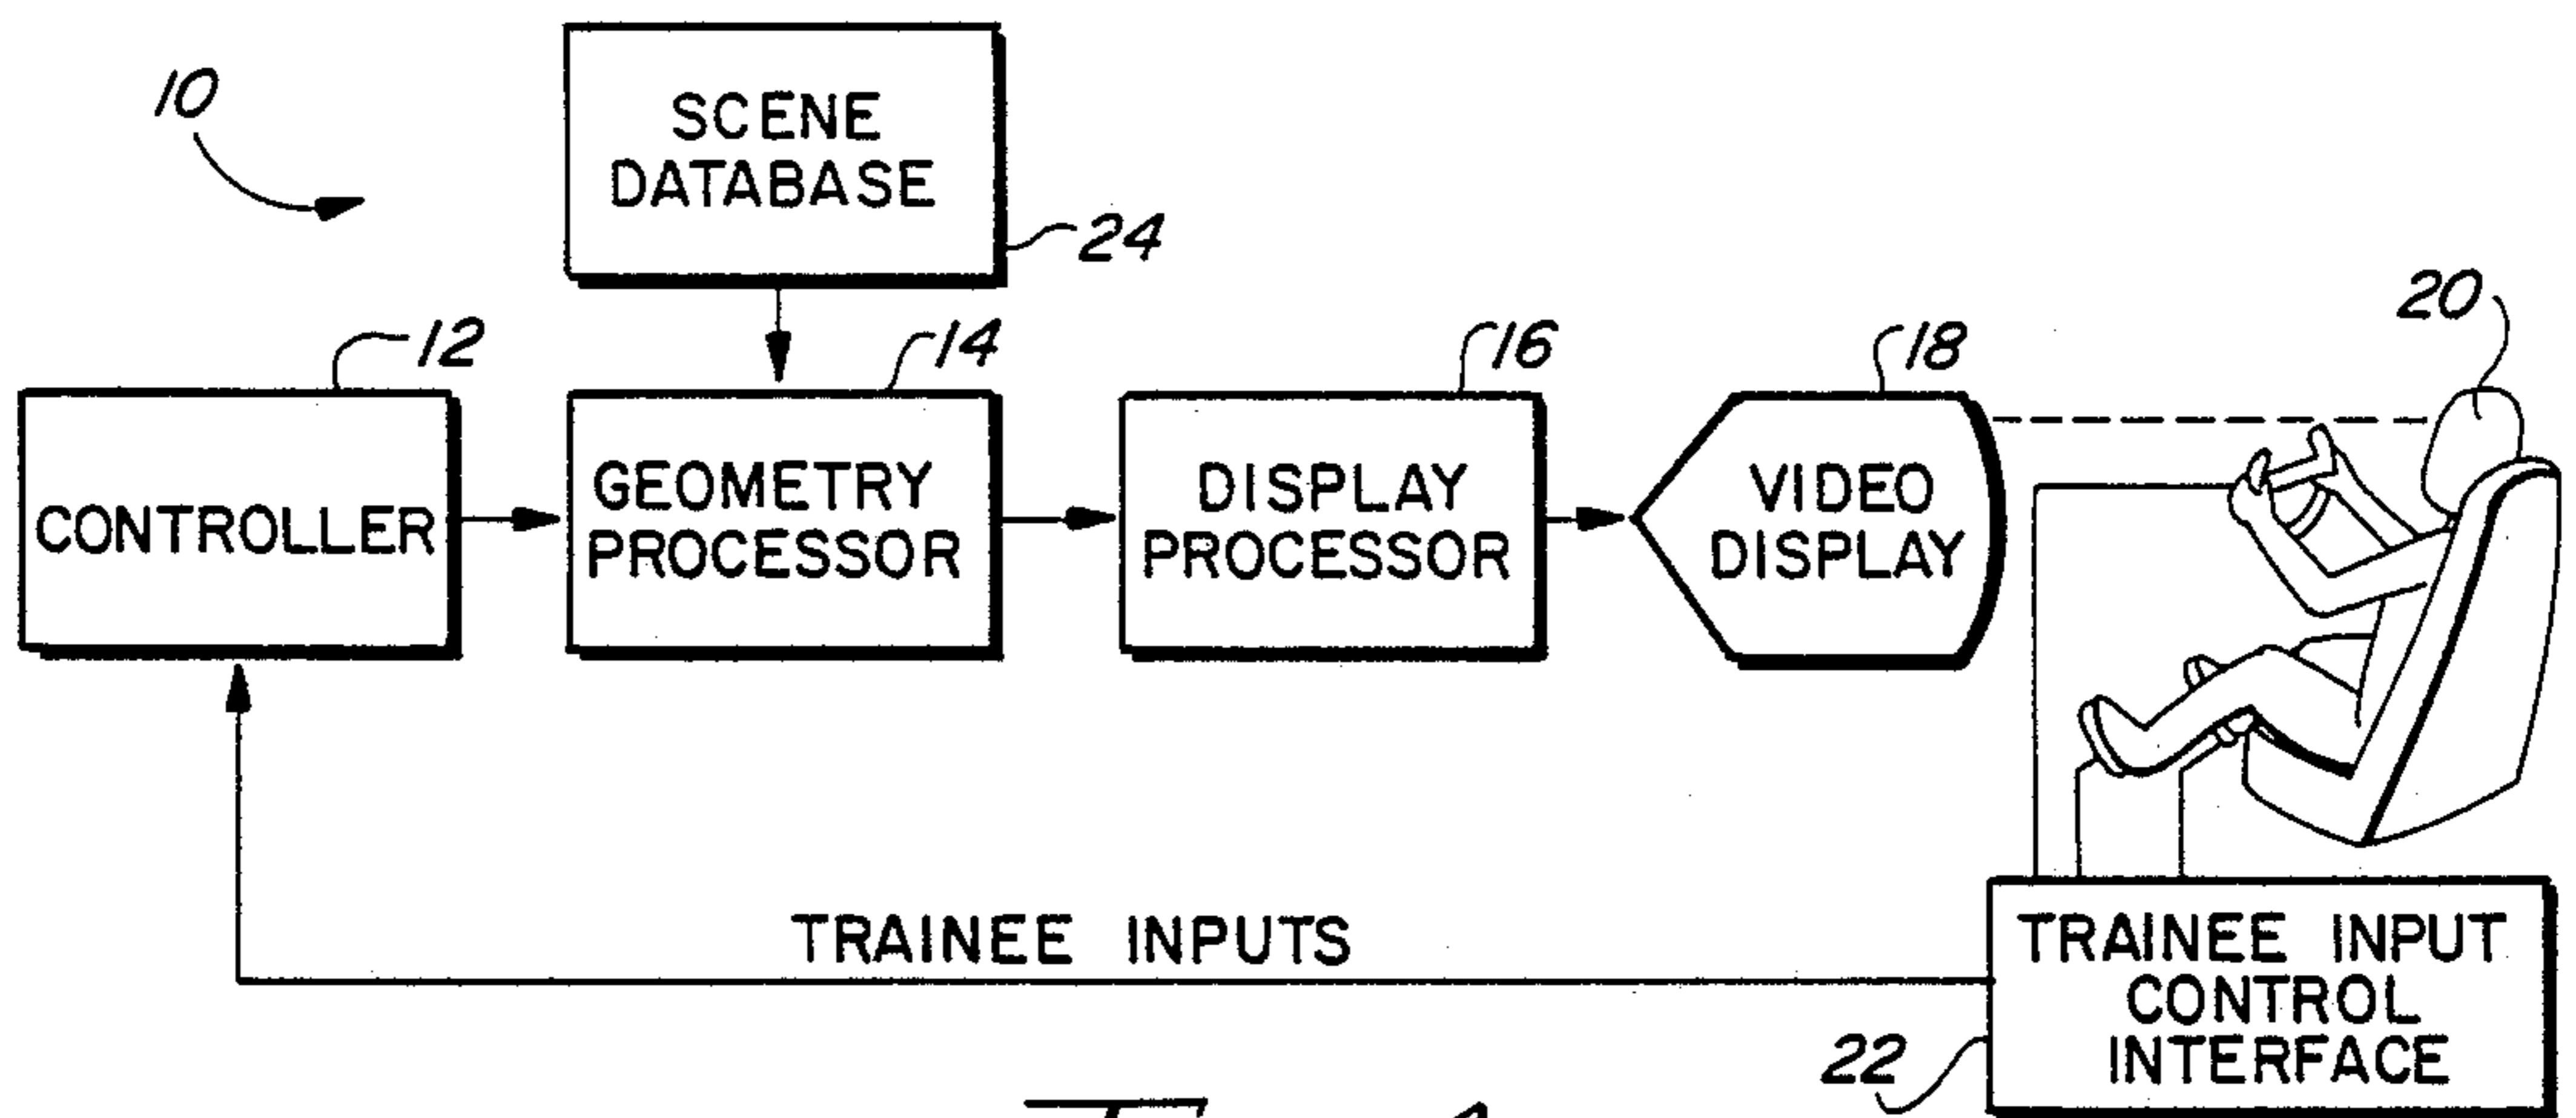 10
SCENE
DATABASE
24
20
12
14
16
18
CONTROLLER
GEOMETRY
PROCESSOR
DISPLAY
PROCESSOR
VIDEO
DISPLAY
TRAINEE INPUTS
TRAINEE INPUT
CONTROL
INTERFACE
22